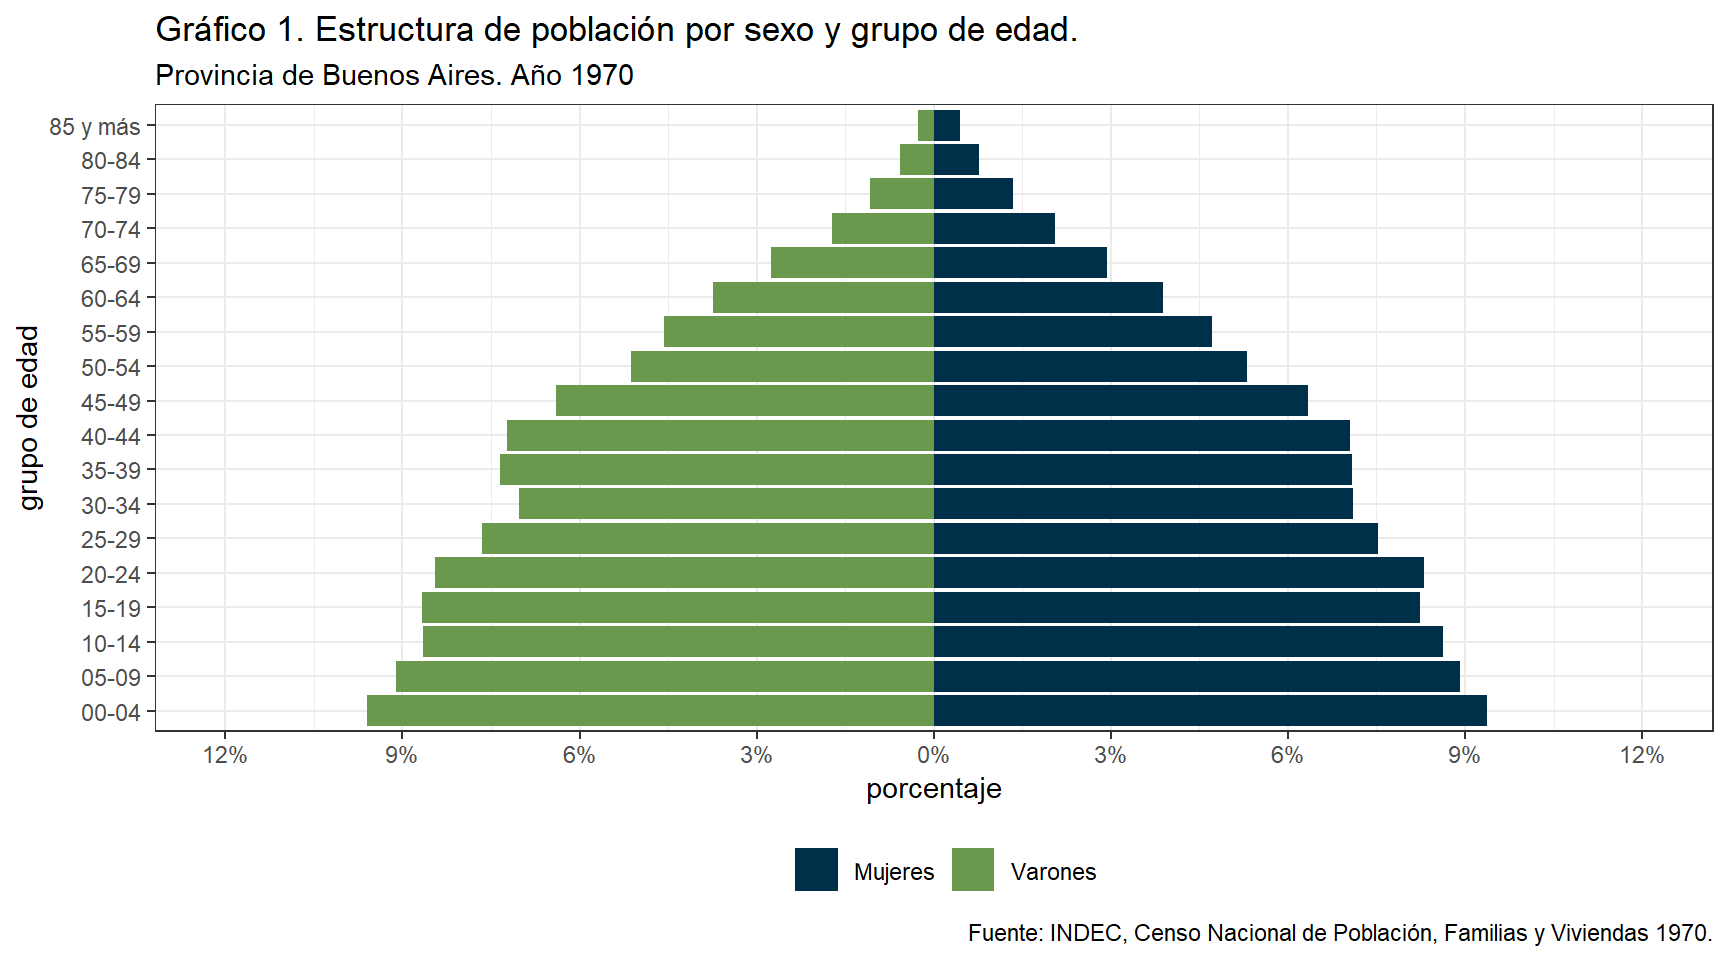 Gráfico 1. Estructura de población por sexo y grupo de edad.
Provincia de Buenos Aires. Año 1970
grupo de edad
85 y más
80-84
75-79
70-74
65-69
60-64
55-59
50-54
45-49
40-44
35-39
30-34
25-29
20-24
15-19
10-14
05-09
00-04
12% 9% 6% 3% 0% 3% 6% 9% 12%
porcentaje
Mujeres Varones
Fuente: INDEC, Censo Nacional de Población, Familias y Viviendas 1970.